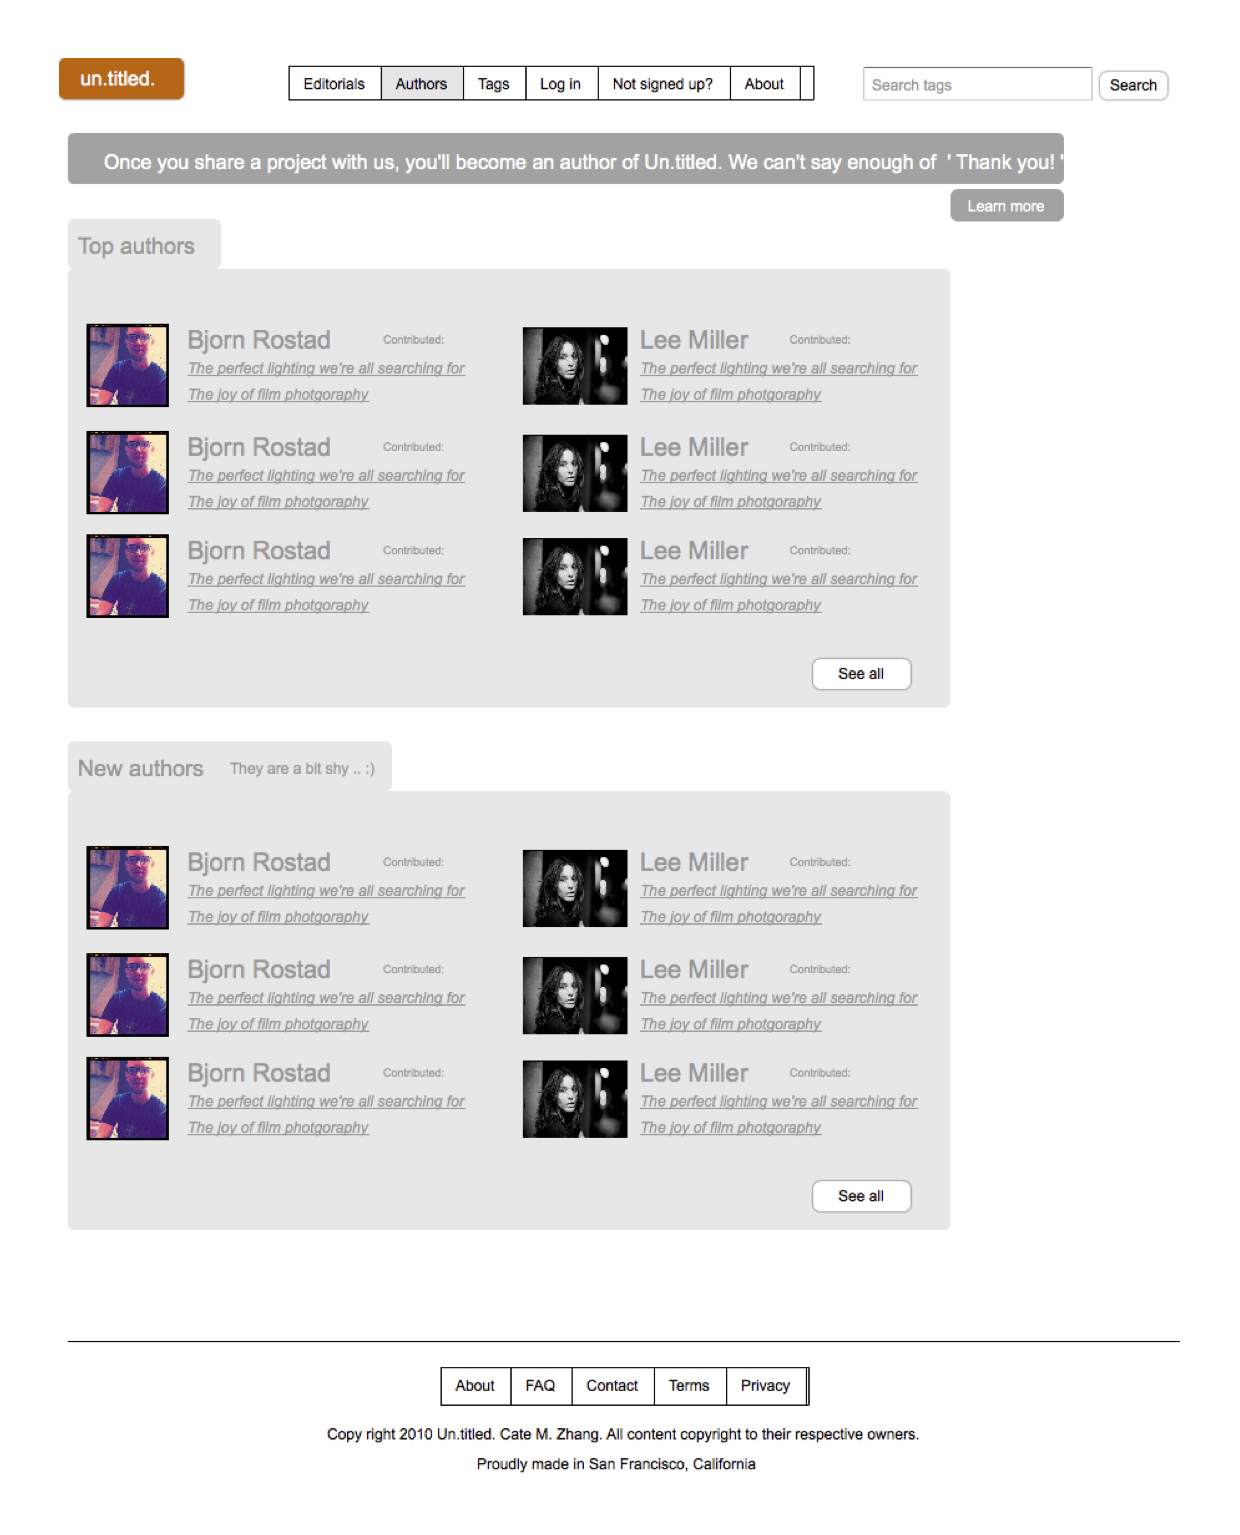 un.titled.
Editorials Authors Tags Log in Not signed up? About
Search tags Search
Once you share a project with us, you'll become an author of Un.titled. We can't say enough of ' Thank you! '
Learn more
Top authors
Bjorn Rostad Contributed: Lee Miller Contributed:
The perfect lighting we're all searching for The perfect lighting we're all searching for
The joy of film photgoraphy The joy of film photgoraphy
Bjorn Rostad Contributed: Lee Miller Contributed:
The perfect lighting we're all searching for The perfect lighting we're all searching for
The joy of film photgoraphy The joy of film photgoraphy
Bjorn Rostad Contributed: Lee Miller Contributed:
The perfect lighting we're all searching for The perfect lighting we're all searching for
The joy of film photgoraphy The joy of film photgoraphy
See all
New authors They are a bit shy .. :)
Bjorn Rostad Contributed: Lee Miller Contributed:
The perfect lighting we're all searching for The perfect lighting we're all searching for
The joy of film photgoraphy The joy of film photgoraphy
Bjorn Rostad Contributed: Lee Miller Contributed:
The perfect lighting we're all searching for The perfect lighting we're all searching for
The joy of film photgoraphy The joy of film photgoraphy
Bjorn Rostad Contributed: Lee Miller Contributed:
The perfect lighting we're all searching for The perfect lighting we're all searching for
The joy of film photgoraphy The joy of film photgoraphy
See all
About FAQ Contact Terms Privacy
Copy right 2010 Un.titled. Cate M. Zhang. All content copyright to their respective owners.
Proudly made in San Francisco, California